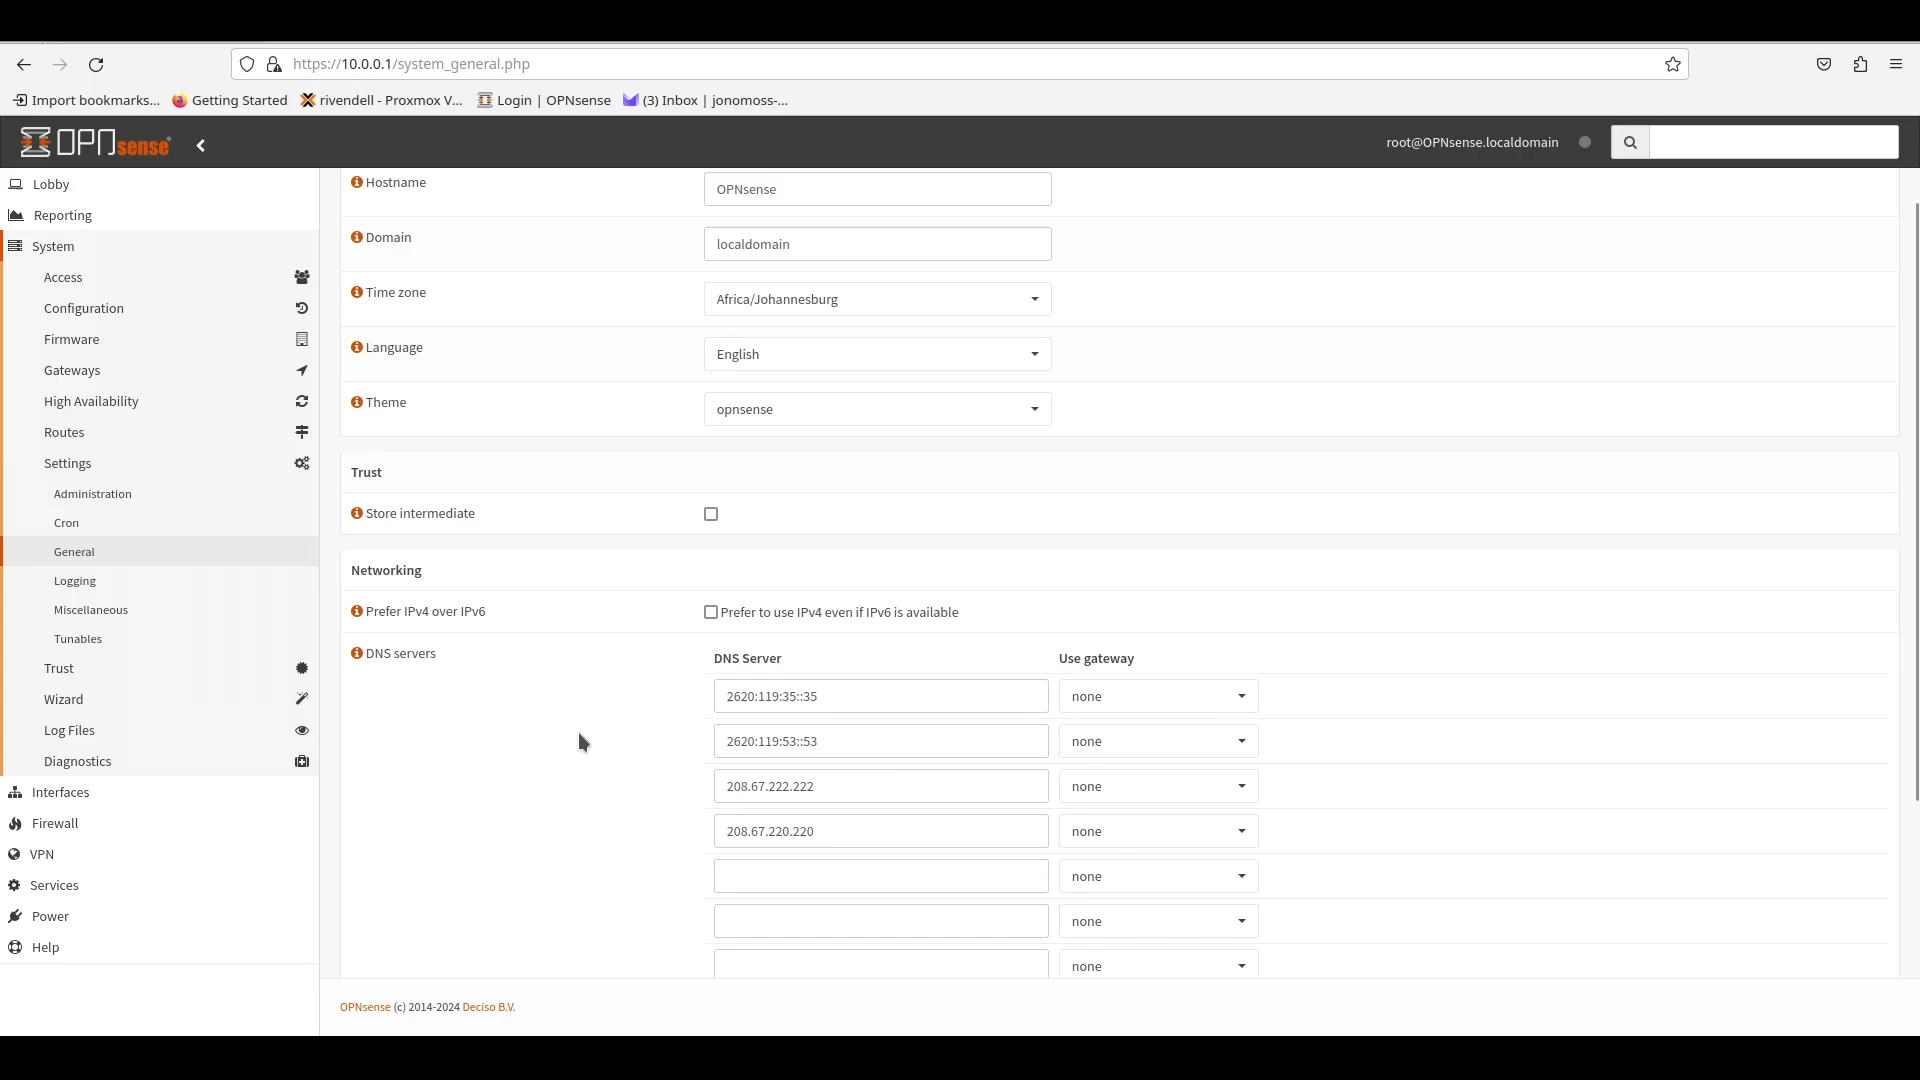 https://10.0.0.1/system_general.php
Import bookmarks...
Getting Started
rivendell - Proxmox V...
Login | OPNsense
(3) Inbox | jonomoss-...
OPNsense
root@OPNsense.localdomain
Lobby
Reporting
System
Access
Configuration
Firmware
Gateways
High Availability
Routes
Settings
Administration
Cron
General
Logging
Miscellaneous
Tunables
Trust
Wizard
Log Files
Diagnostics
Interfaces
Firewall
VPN
Services
Power
Help
Hostname
OPNsense
Domain
localdomain
Time zone
Africa/Johannesburg
Language
English
Theme
opnsense
Trust
Store intermediate
Networking
Prefer IPv4 over IPv6
Prefer to use IPv4 even if IPv6 is available
DNS servers
DNS Server Use gateway
2620:119:35::35 none
2620:119:53::53 none
208.67.222.222 none
208.67.220.220 none
none
none
none
OPNsense (c) 2014-2024 Deciso B.V.